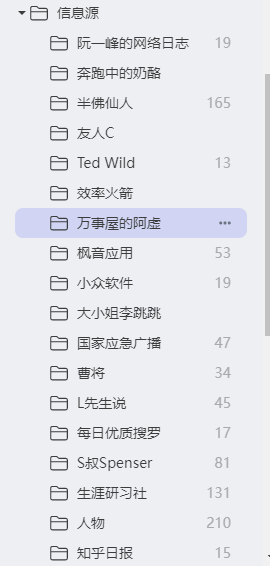 信息源
阮一峰的网络日志 19
奔跑中的奶酪
半佛仙人 165
友人C
Ted Wild 13
效率火箭
万事屋的阿虚 •••
枫音应用 53
小众软件 19
大小姐李跳跳
国家应急广播 47
曹将 34
L先生说 45
每日优质搜罗 17
S叔Spenser 81
生涯研习社 131
人物 210
知乎日报 15